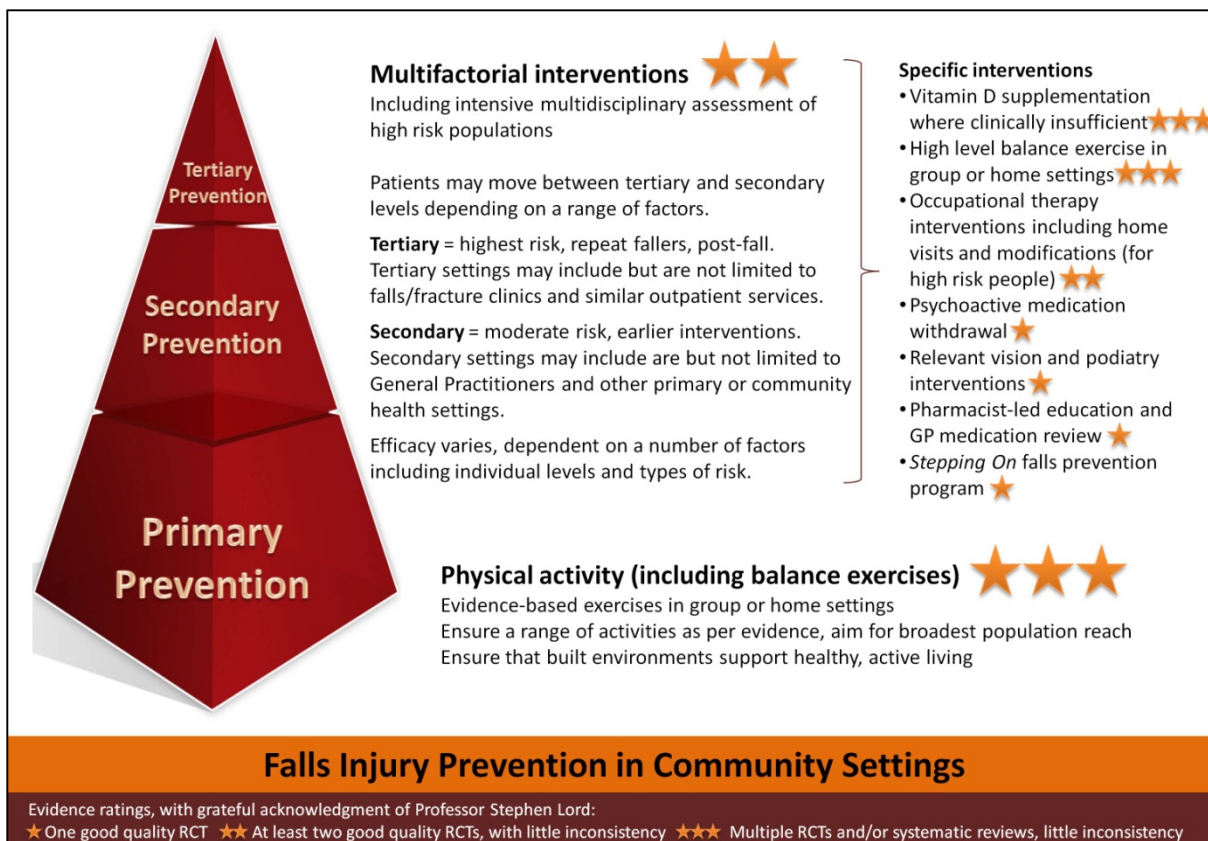 Tertiary
Prevention
Secondary
Prevention
Primary
Prevention
Multifactorial interventions
Including intensive multidisciplinary assessment of
high risk populations
Patients may move between tertiary and secondary
levels depending on a range of factors.
Tertiary = highest risk, repeat fallers, post-fall.
Tertiary settings may include but are not limited to
falls/fracture clinics and similar outpatient services.
Secondary = moderate risk, earlier interventions.
Secondary settings may include are but not limited to
General Practitioners and other primary or community
health settings.
Efficacy varies, dependent on a number of factors
including individual levels and types of risk.
Specific interventions
• Vitamin D supplementation
where clinically insufficient ★★★
• High level balance exercise in
group or home settings ★★★
• Occupational therapy
interventions including home
visits and modifications (for
high risk people) ★★
• Psychoactive medication
withdrawal ★
• Relevant vision and podiatry
interventions ★
• Pharmacist-led education and
GP medication review ★
• Stepping On falls prevention
program ★
Physical activity (including balance exercises)
Evidence-based exercises in group or home settings
Ensure a range of activities as per evidence, aim for broadest population reach
Ensure that built environments support healthy, active living
Falls Injury Prevention in Community Settings
Evidence ratings, with grateful acknowledgment of Professor Stephen Lord:
★ One good quality RCT ★★ At least two good quality RCTs, with little inconsistency ★★★ Multiple RCTs and/or systematic reviews, little inconsistency